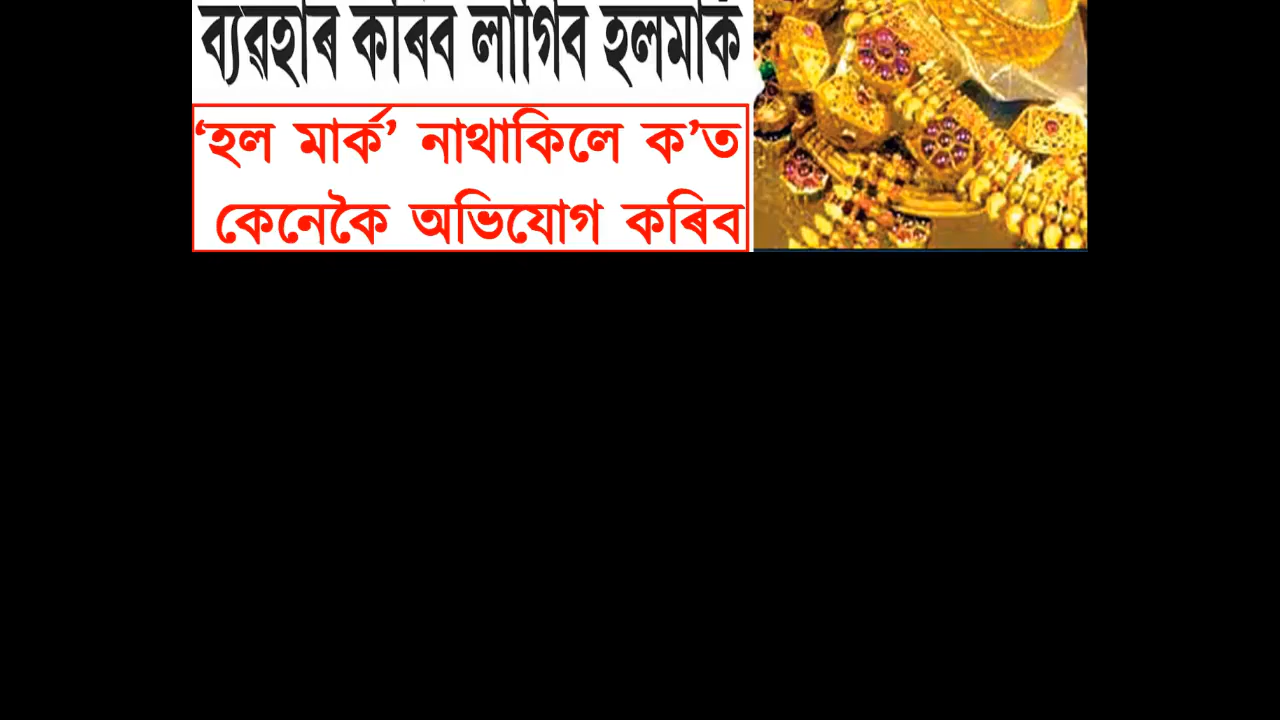 ব্যৱহাৰ কৰিব লাগিব হলমার্ক
‘হল মার্ক’ নাথাকিলে ক’ত
কেনেকৈ অভিযোগ কৰিব